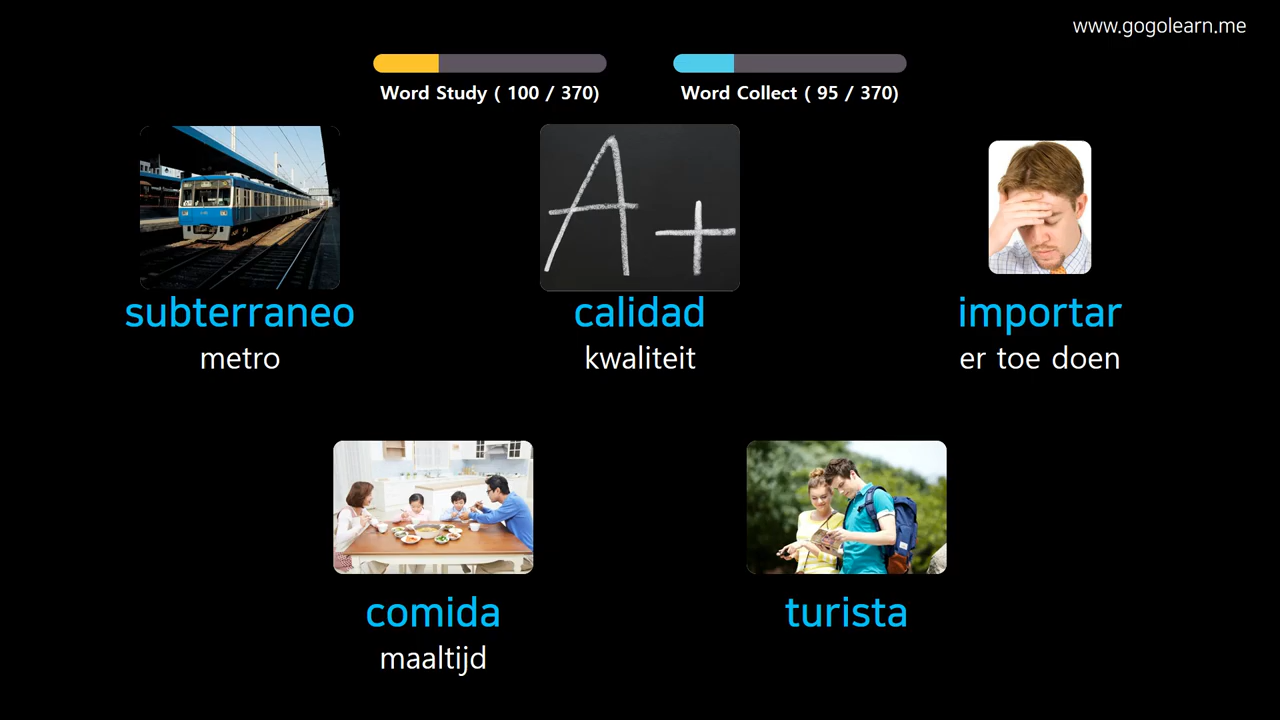 www.gogolearn.me
Word Study ( 100 / 370)
Word Collect ( 95 / 370)
A+
subterraneo
metro
calidad
kwaliteit
importar
er toe doen
comida
maaltijd
turista